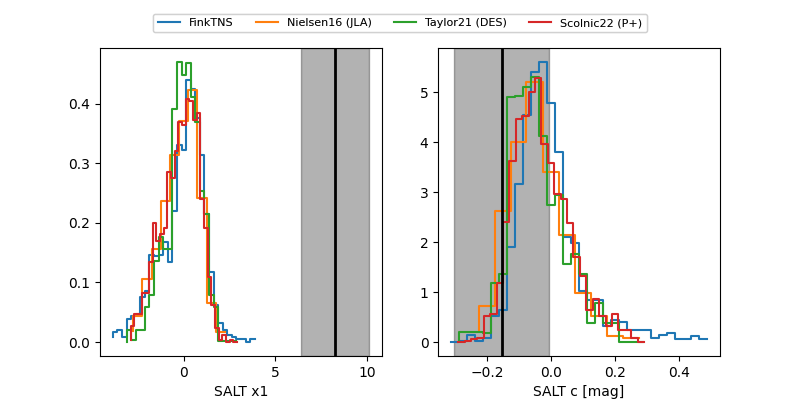 FinkTNS Nielsen16 (JLA) Taylor21 (DES) Scolnic22 (P+)
0.4
0.3
0.2
0.1
0.0
0 5 10
SALT x1
5
4
3
2
1
0
−0.2 0.0 0.2 0.4
SALT c [mag]